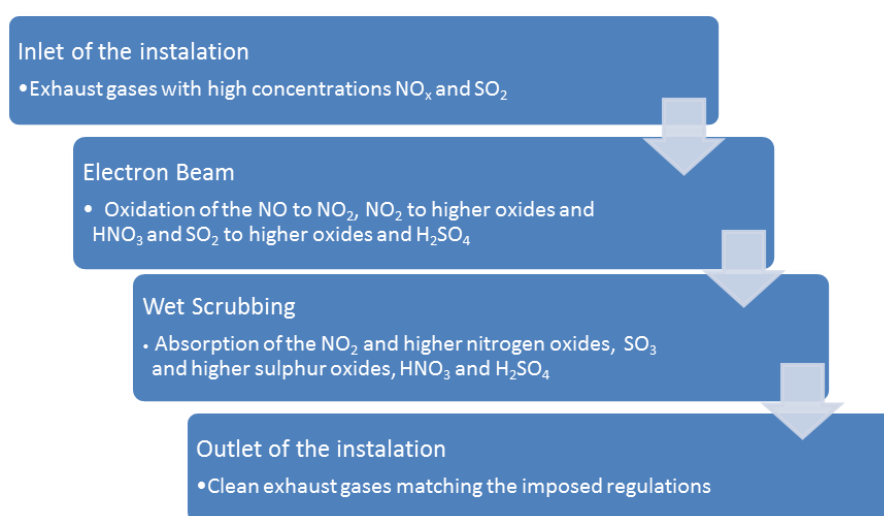 Inlet of the instalation
•Exhaust gases with high concentrations NOₓ and SO₂
Electron Beam
• Oxidation of the NO to NO₂, NO₂ to higher oxides and
HNO₃ and SO₂ to higher oxides and H₂SO₄
Wet Scrubbing
• Absorption of the NO₂ and higher nitrogen oxides, SO₃
and higher sulphur oxides, HNO₃ and H₂SO₄
Outlet of the instalation
•Clean exhaust gases matching the imposed regulations